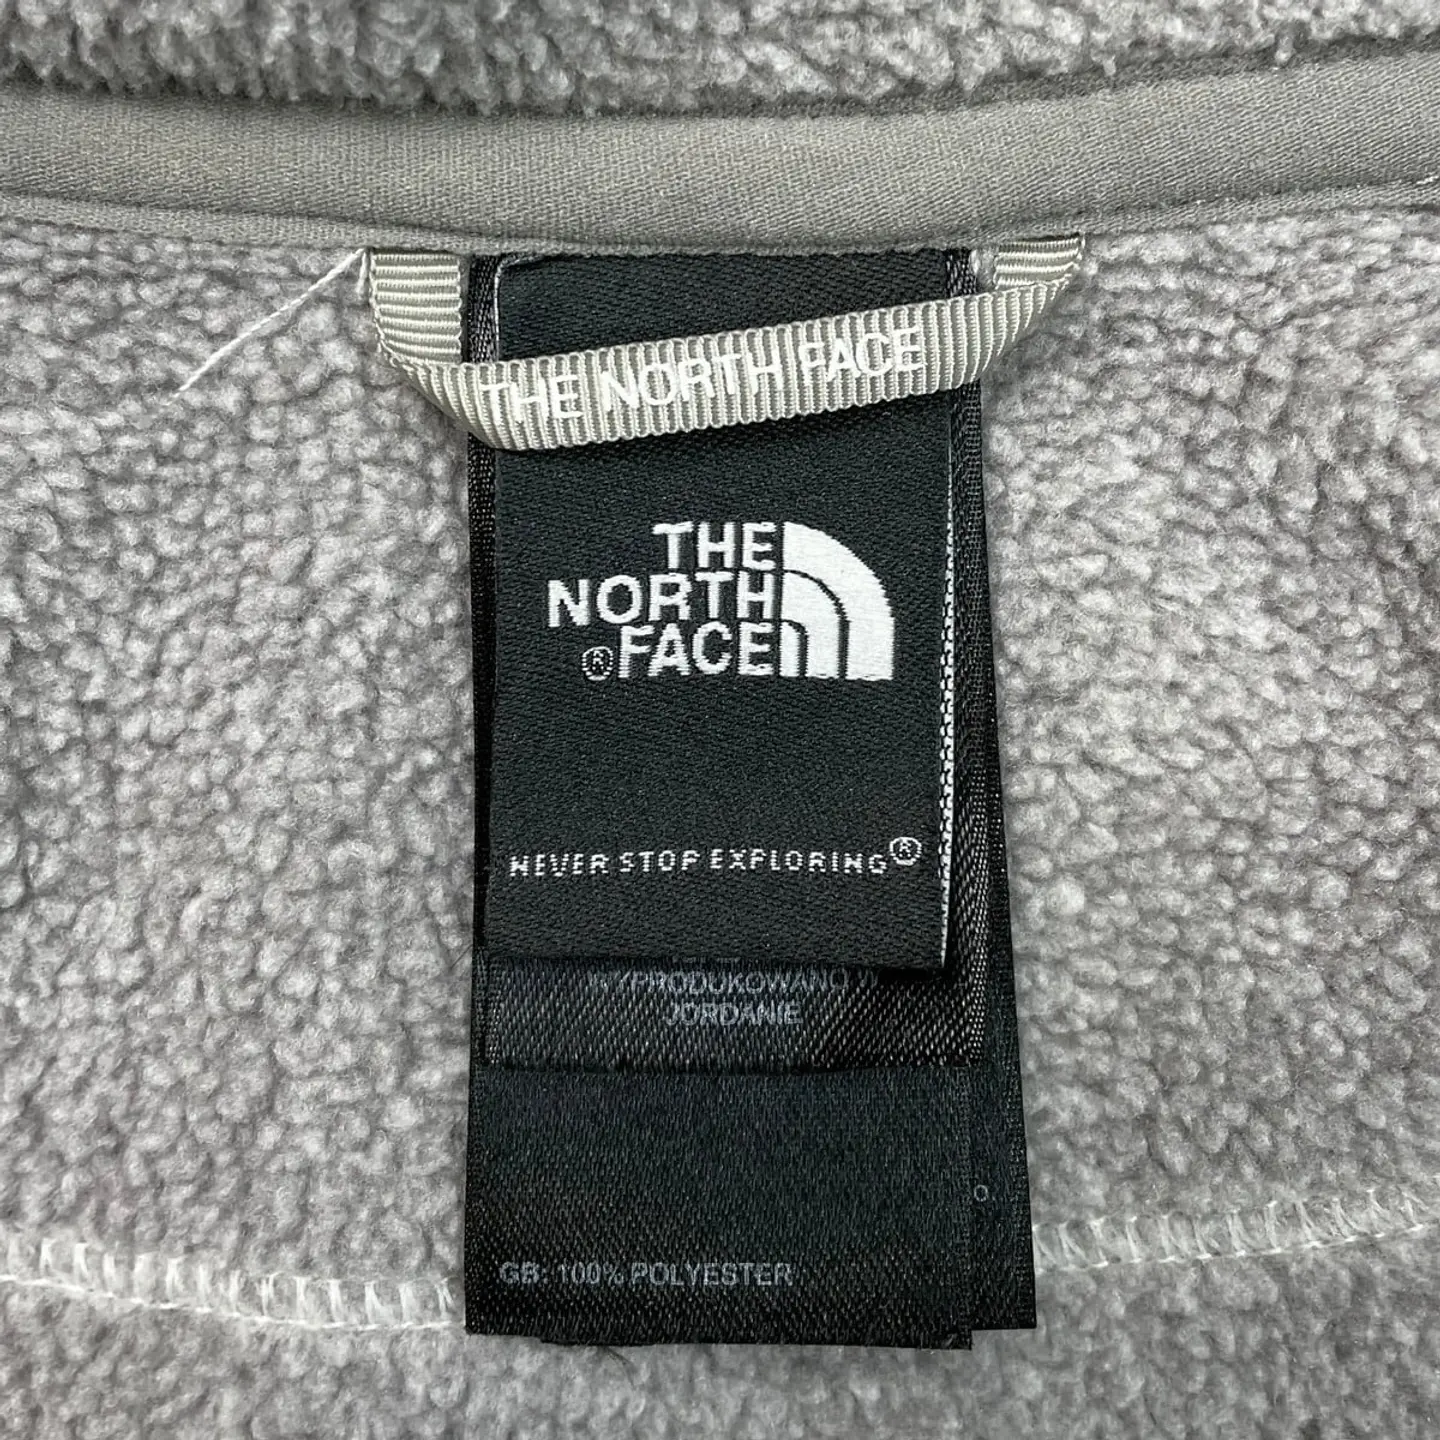 THE NORTH FACE
THE
NORTH
®FACE
NEVER STOP EXPLORING®
WYPRODUKOWANO W
JORDANIE
O.
GB: 100% POLYESTER